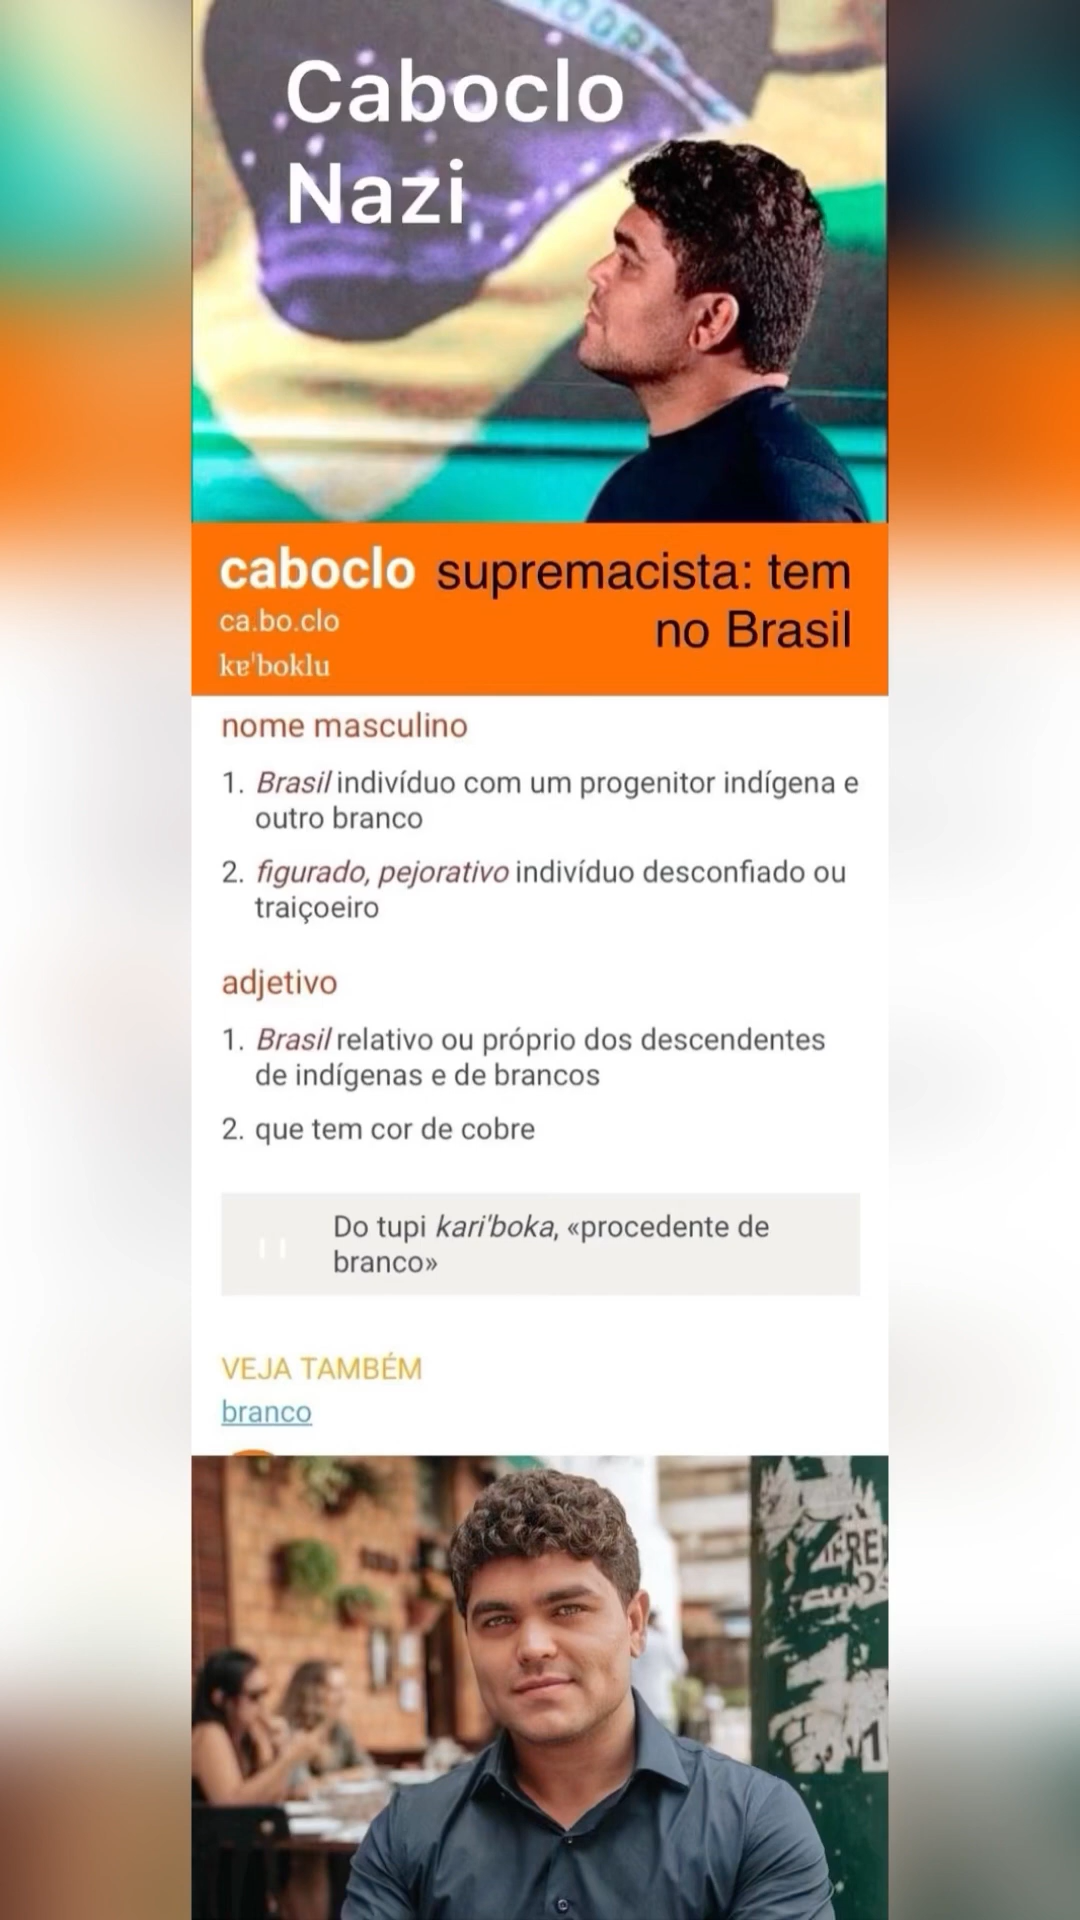 Caboclo
Nazi
caboclo supremacista: tem
no Brasil
ca.bo.clo
kɐˈboklu
nome masculino
1. Brasil indivíduo com um progenitor indígena e
outro branco
2. figurado, pejorativo indivíduo desconfiado ou
traiçoeiro
adjetivo
1. Brasil relativo ou próprio dos descendentes
de indígenas e de brancos
2. que tem cor de cobre
Do tupi kari'boka, «procedente de
branco»
VEJA TAMBÉM
branco